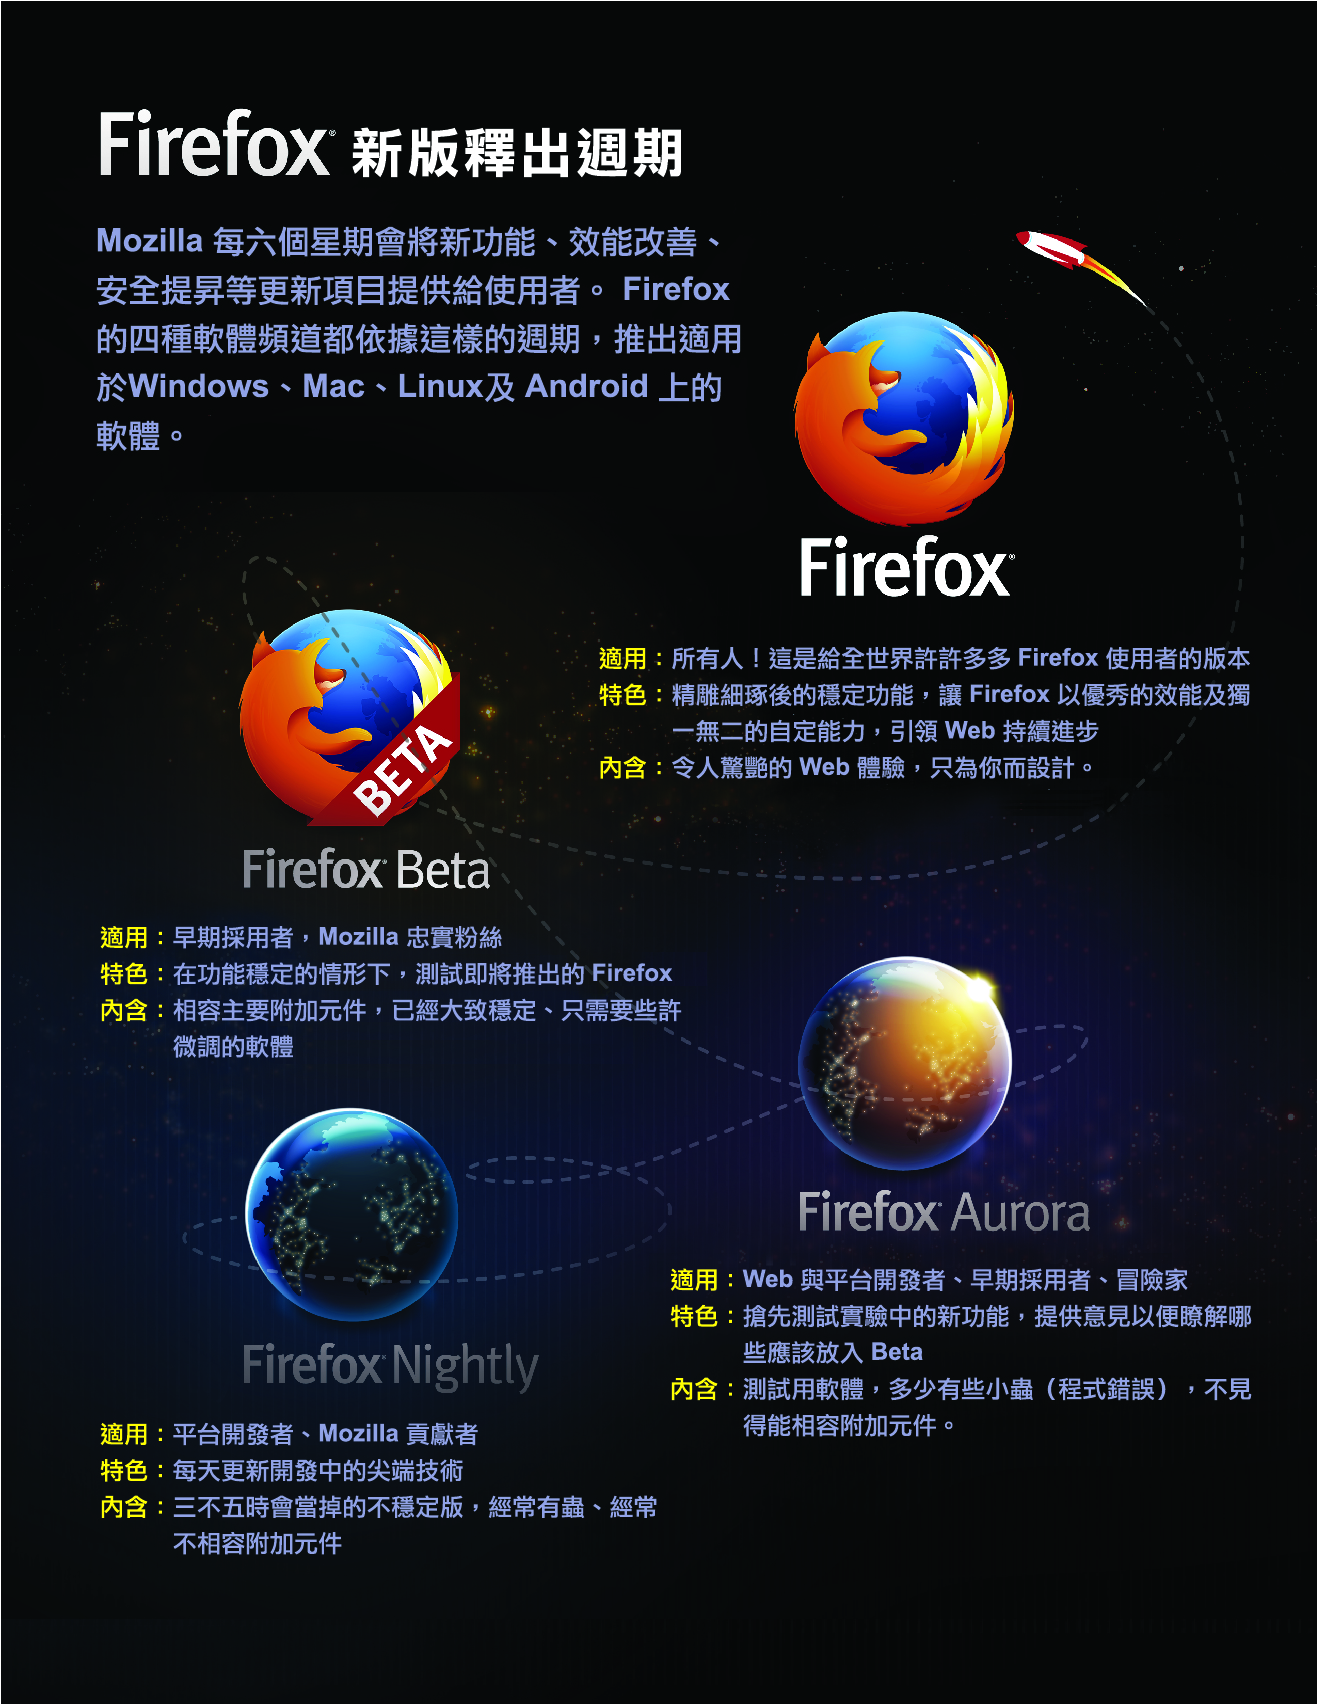 Firefox® 新版釋出週期
Mozilla 每六個星期會將新功能、效能改善、
安全提昇等更新項目提供給使用者。 Firefox
的四種軟體頻道都依據這樣的週期，推出適用
於Windows、Mac、Linux及 Android 上的
軟體。
Firefox®
適用：所有人！這是給全世界許許多多 Firefox 使用者的版本
特色：精雕細琢後的穩定功能，讓 Firefox 以優秀的效能及獨
一無二的自定能力，引領 Web 持續進步
內含：令人驚艷的 Web 體驗，只為你而設計。
BETA
Firefox® Beta
適用：早期採用者，Mozilla 忠實粉絲
特色：在功能穩定的情形下，測試即將推出的 Firefox
內含：相容主要附加元件，已經大致穩定、只需要些許
微調的軟體
Firefox® Aurora
適用：Web 與平台開發者、早期採用者、冒險家
特色：搶先測試實驗中的新功能，提供意見以便瞭解哪
些應該放入 Beta
內含：測試用軟體，多少有些小蟲（程式錯誤），不見
得能相容附加元件。
Firefox® Nightly
適用：平台開發者、Mozilla 貢獻者
特色：每天更新開發中的尖端技術
內含：三不五時會當掉的不穩定版，經常有蟲、經常
不相容附加元件